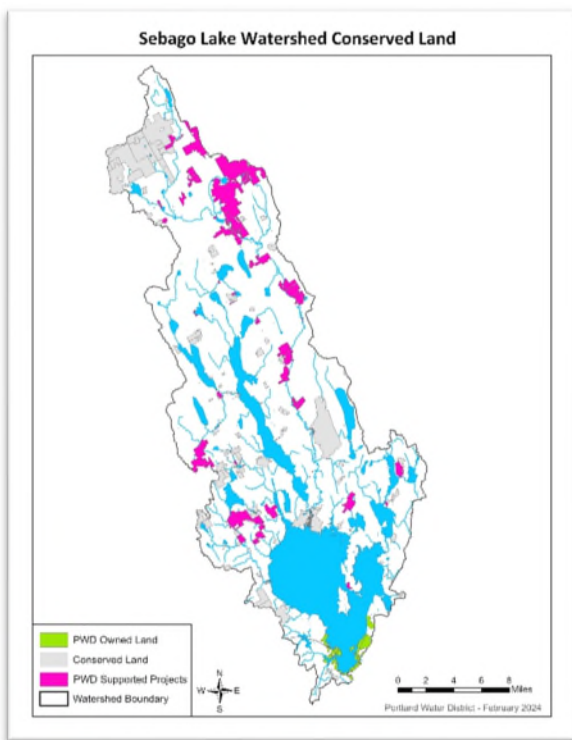 Sebago Lake Watershed Conserved Land
PWD Owned Land
Conserved Land
PWD Supported Projects
Watershed Boundary
N
W E
S
0 2 4 6 8
Miles
Portland Water District - February 2024